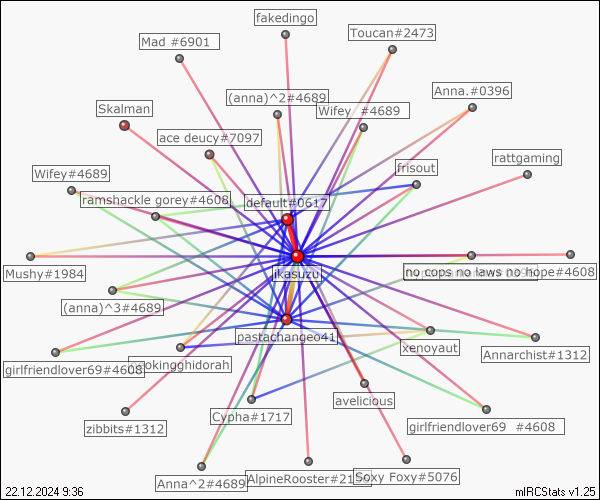 fakedingo
Toucan#2473
Mad #6901
Anna.#0396
(anna)^2#4689
Wifey  #4689
Skalman
ace deucy#7097
rattgaming
frisout
Wifey#4689
ramshackle gorey#4608
default#0617
Mushy#1984
jkasuzu
no cops no laws no hope#4608
(anna)^3#4689
pastachangeo41
xenoyaut
Annarchist#1312
girlfriendlover69#4608
avelicious
Cypha#1717
zibbits#1312
girlfriendlover69  #4608
Anna^2#4689
AlpineRooster#2
Soxy Foxy#5076
22.12.2024 9:36
mIRCStats v1.25